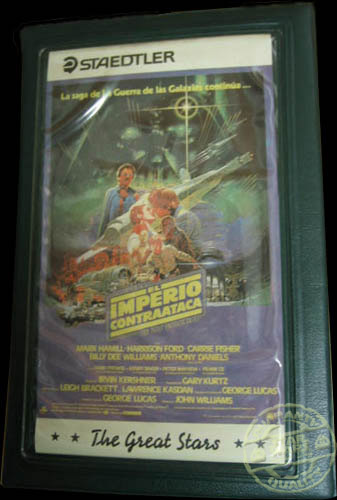 STAEDTLER
La saga de La Guerra de las Galaxias continúa ...
EL
IMPERIO
CONTRAATACA
MARK HAMILL · HARRISON FORD · CARRIE FISHER
BILLY DEE WILLIAMS · ANTHONY DANIELS
IRVIN KERSHNER GARY KURTZ
LEIGH BRACKETT LAWRENCE KASDAN GEORGE LUCAS
GEORGE LUCAS JOHN WILLIAMS
The Great Stars